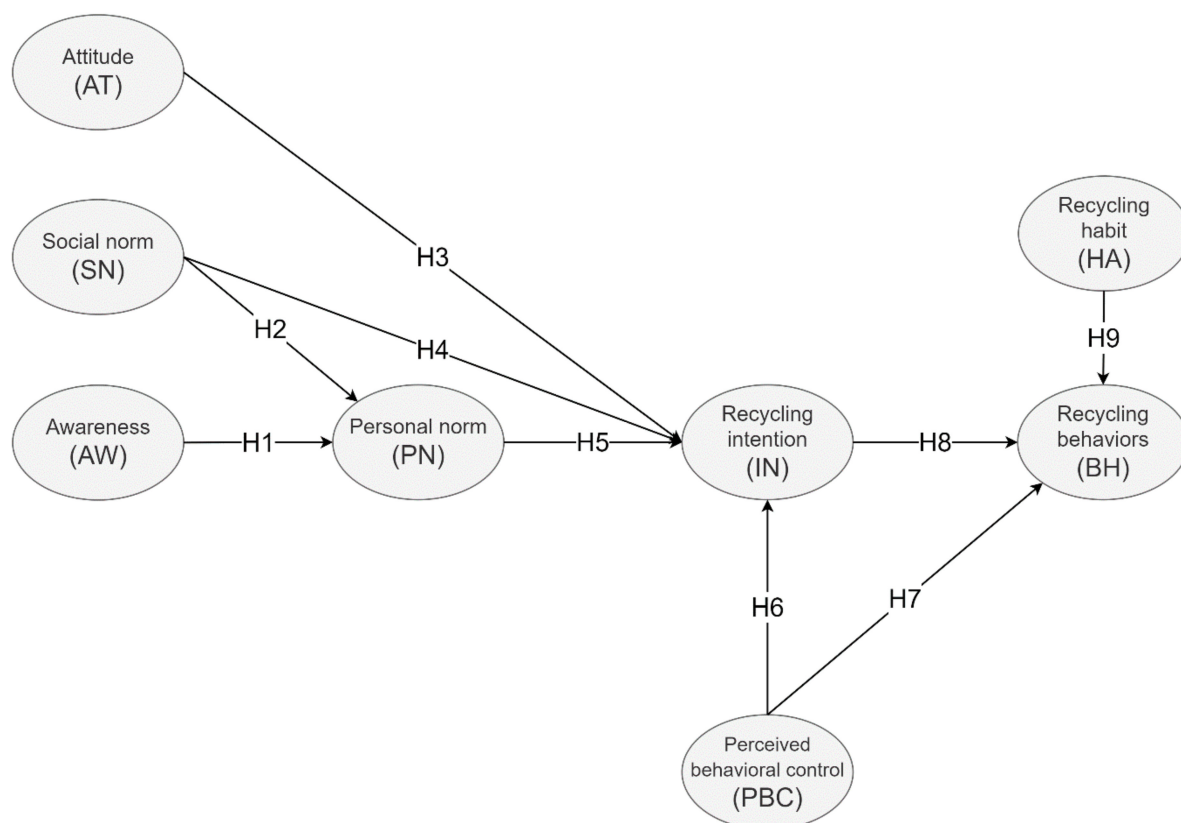 Attitude
(AT)
Social norm
(SN)
Awareness
(AW)
H3
H2
H4
H1
Personal norm
(PN)
H5
Recycling
intention
(IN)
H8
Recycling
habit
(HA)
H9
Recycling
behaviors
(BH)
H6
H7
Perceived
behavioral control
(PBC)